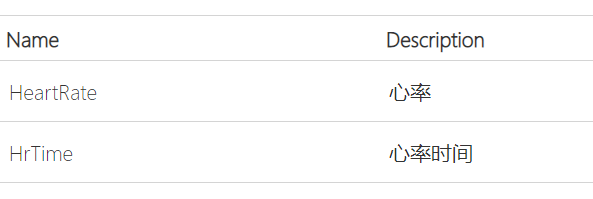 Name Description
HeartRate 心率
HrTime 心率时间